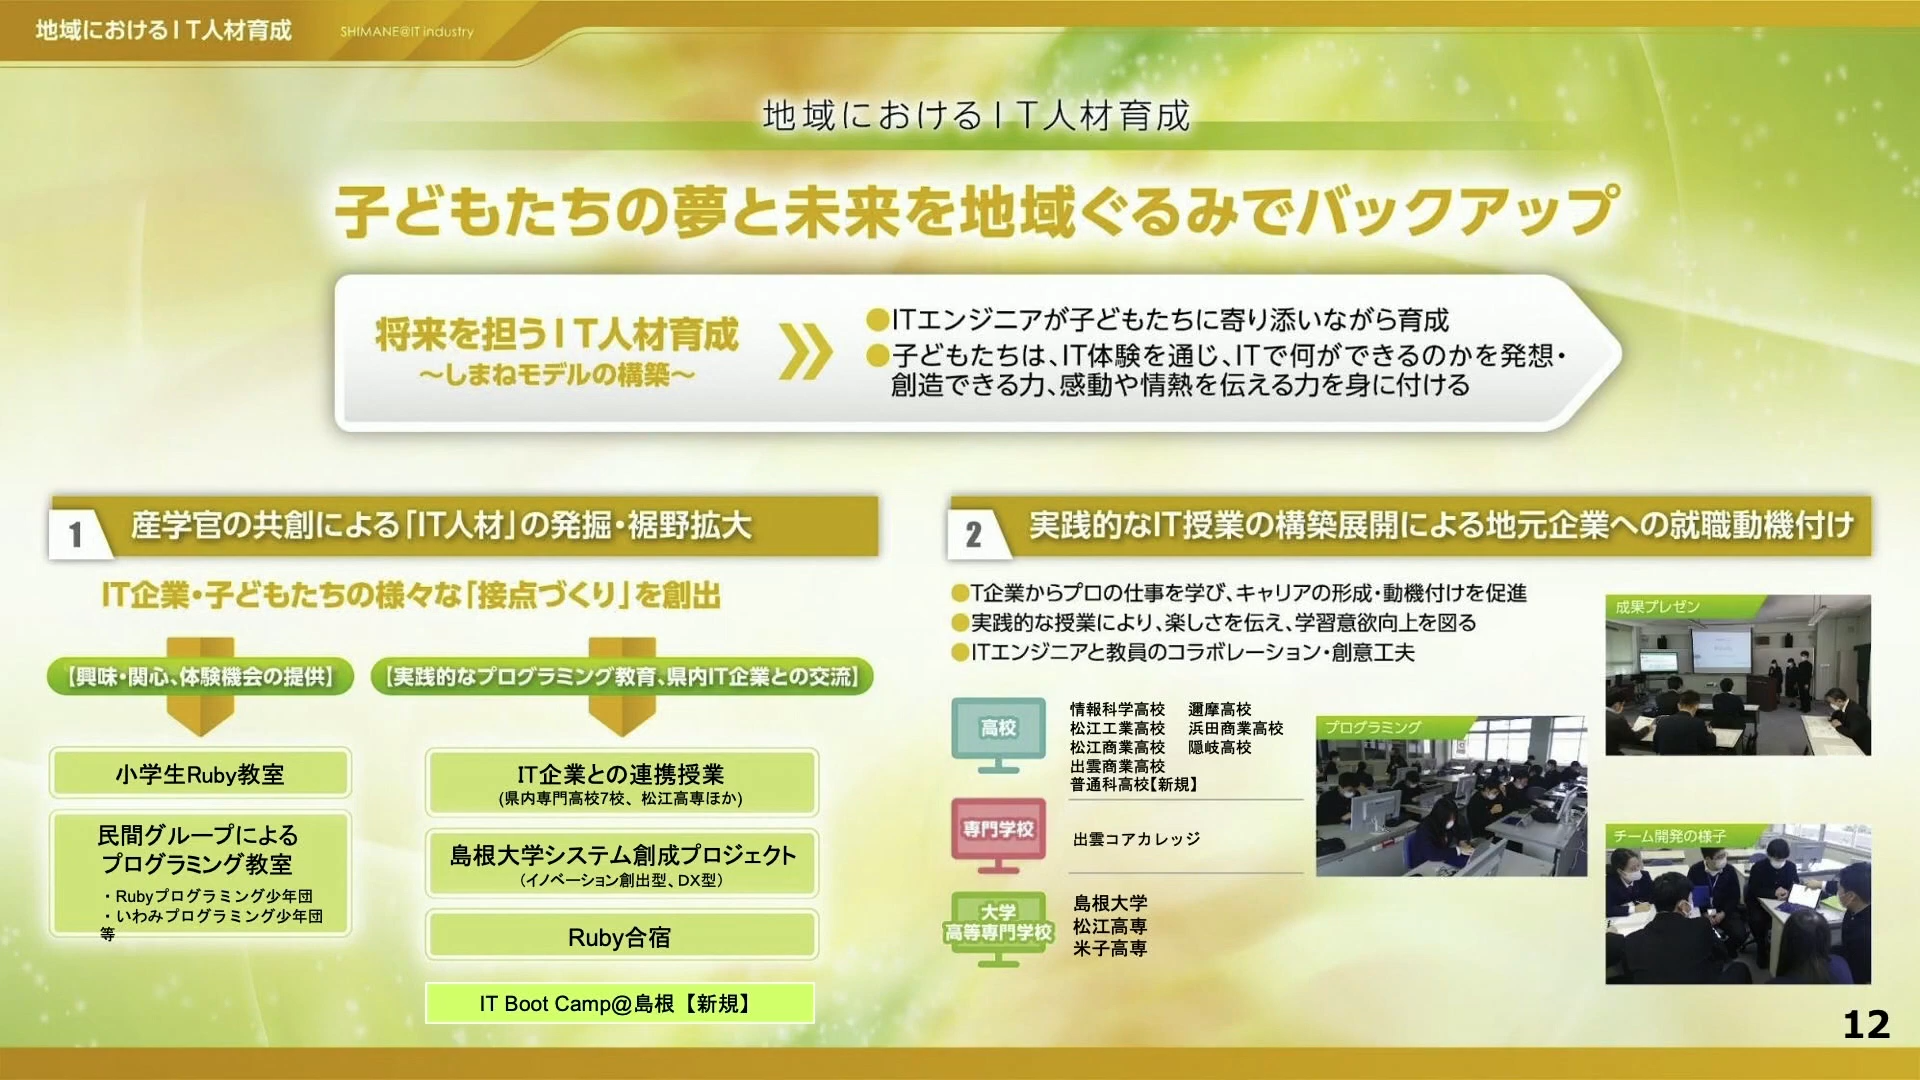 地域におけるIT人材育成
SHIMANE@IT industry
地域におけるIT人材育成
子どもたちの夢と未来を地域ぐるみでバックアップ
将来を担うIT人材育成
～しまねモデルの構築～
●ITエンジニアが子どもたちに寄り添いながら育成
●子どもたちは、IT体験を通じ、ITで何ができるのかを発想・
創造できる力、感動や情熱を伝える力を身に付ける
1
産学官の共創による「IT人材」の発掘・裾野拡大
IT企業・子どもたちの様々な「接点づくり」を創出
【興味・関心、体験機会の提供】
小学生Ruby教室
民間グループによる
プログラミング教室
・Rubyプログラミング少年団
・いわみプログラミング少年団
等
【実践的なプログラミング教育、県内IT企業との交流】
IT企業との連携授業
(県内専門高校7校、松江高専ほか)
島根大学システム創成プロジェクト
（イノベーション創出型、DX型）
Ruby合宿
IT Boot Camp@島根【新規】
2
実践的なIT授業の構築展開による地元企業への就職動機付け
●T企業からプロの仕事を学び、キャリアの形成・動機付けを促進
●実践的な授業により、楽しさを伝え、学習意欲向上を図る
●ITエンジニアと教員のコラボレーション・創意工夫
高校
情報科学高校 邇摩高校
松江工業高校 浜田商業高校
松江商業高校 隠岐高校
出雲商業高校
普通科高校【新規】
専門学校
出雲コアカレッジ
大学
高等専門学校
島根大学
松江高専
米子高専
プログラミング
成果プレゼン
チーム開発の様子
12